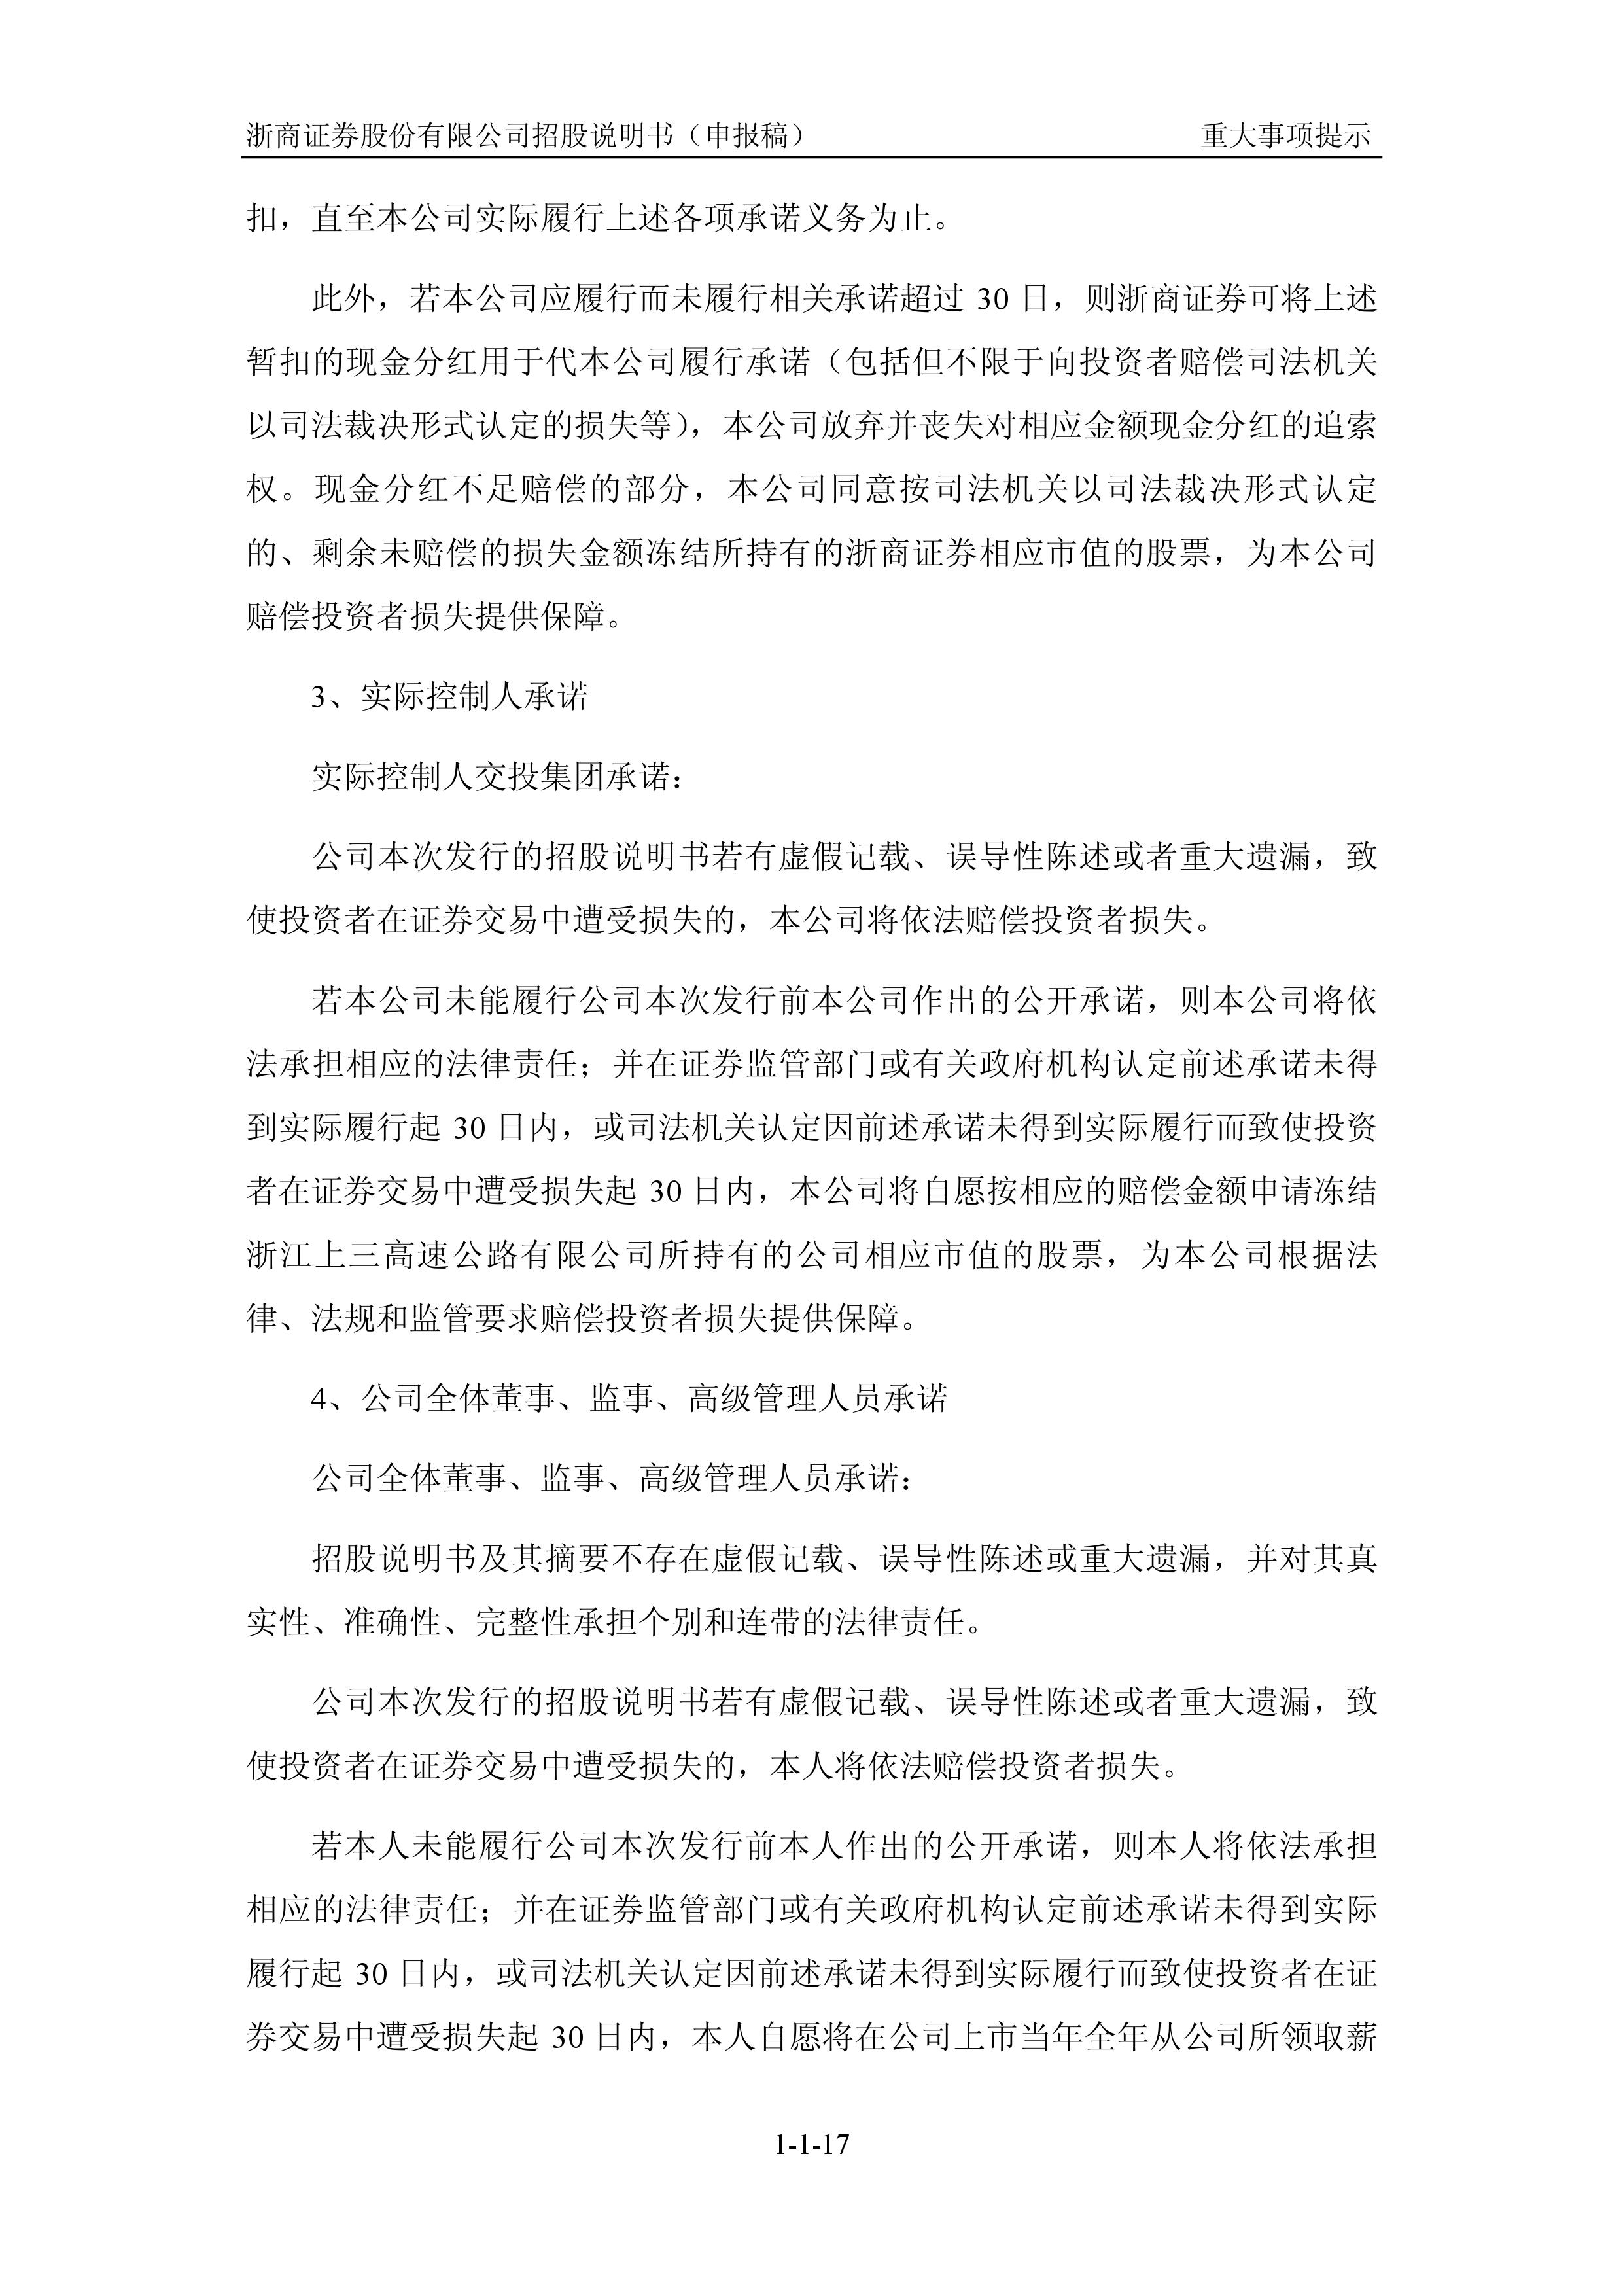 浙商证券股份有限公司招股说明书（申报稿） 重大事项提示
扣，直至本公司实际履行上述各项承诺义务为止。
此外，若本公司应履行而未履行相关承诺超过 30 日，则浙商证券可将上述
暂扣的现金分红用于代本公司履行承诺（包括但不限于向投资者赔偿司法机关
以司法裁决形式认定的损失等），本公司放弃并丧失对相应金额现金分红的追索
权。现金分红不足赔偿的部分，本公司同意按司法机关以司法裁决形式认定
的、剩余未赔偿的损失金额冻结所持有的浙商证券相应市值的股票，为本公司
赔偿投资者损失提供保障。
3、实际控制人承诺
实际控制人交投集团承诺：
公司本次发行的招股说明书若有虚假记载、误导性陈述或者重大遗漏，致
使投资者在证券交易中遭受损失的，本公司将依法赔偿投资者损失。
若本公司未能履行公司本次发行前本公司作出的公开承诺，则本公司将依
法承担相应的法律责任；并在证券监管部门或有关政府机构认定前述承诺未得
到实际履行起 30 日内，或司法机关认定因前述承诺未得到实际履行而致使投资
者在证券交易中遭受损失起 30 日内，本公司将自愿按相应的赔偿金额申请冻结
浙江上三高速公路有限公司所持有的公司相应市值的股票，为本公司根据法
律、法规和监管要求赔偿投资者损失提供保障。
4、公司全体董事、监事、高级管理人员承诺
公司全体董事、监事、高级管理人员承诺：
招股说明书及其摘要不存在虚假记载、误导性陈述或重大遗漏，并对其真
实性、准确性、完整性承担个别和连带的法律责任。
公司本次发行的招股说明书若有虚假记载、误导性陈述或者重大遗漏，致
使投资者在证券交易中遭受损失的，本人将依法赔偿投资者损失。
若本人未能履行公司本次发行前本人作出的公开承诺，则本人将依法承担
相应的法律责任；并在证券监管部门或有关政府机构认定前述承诺未得到实际
履行起 30 日内，或司法机关认定因前述承诺未得到实际履行而致使投资者在证
券交易中遭受损失起 30 日内，本人自愿将在公司上市当年全年从公司所领取薪
1-1-17